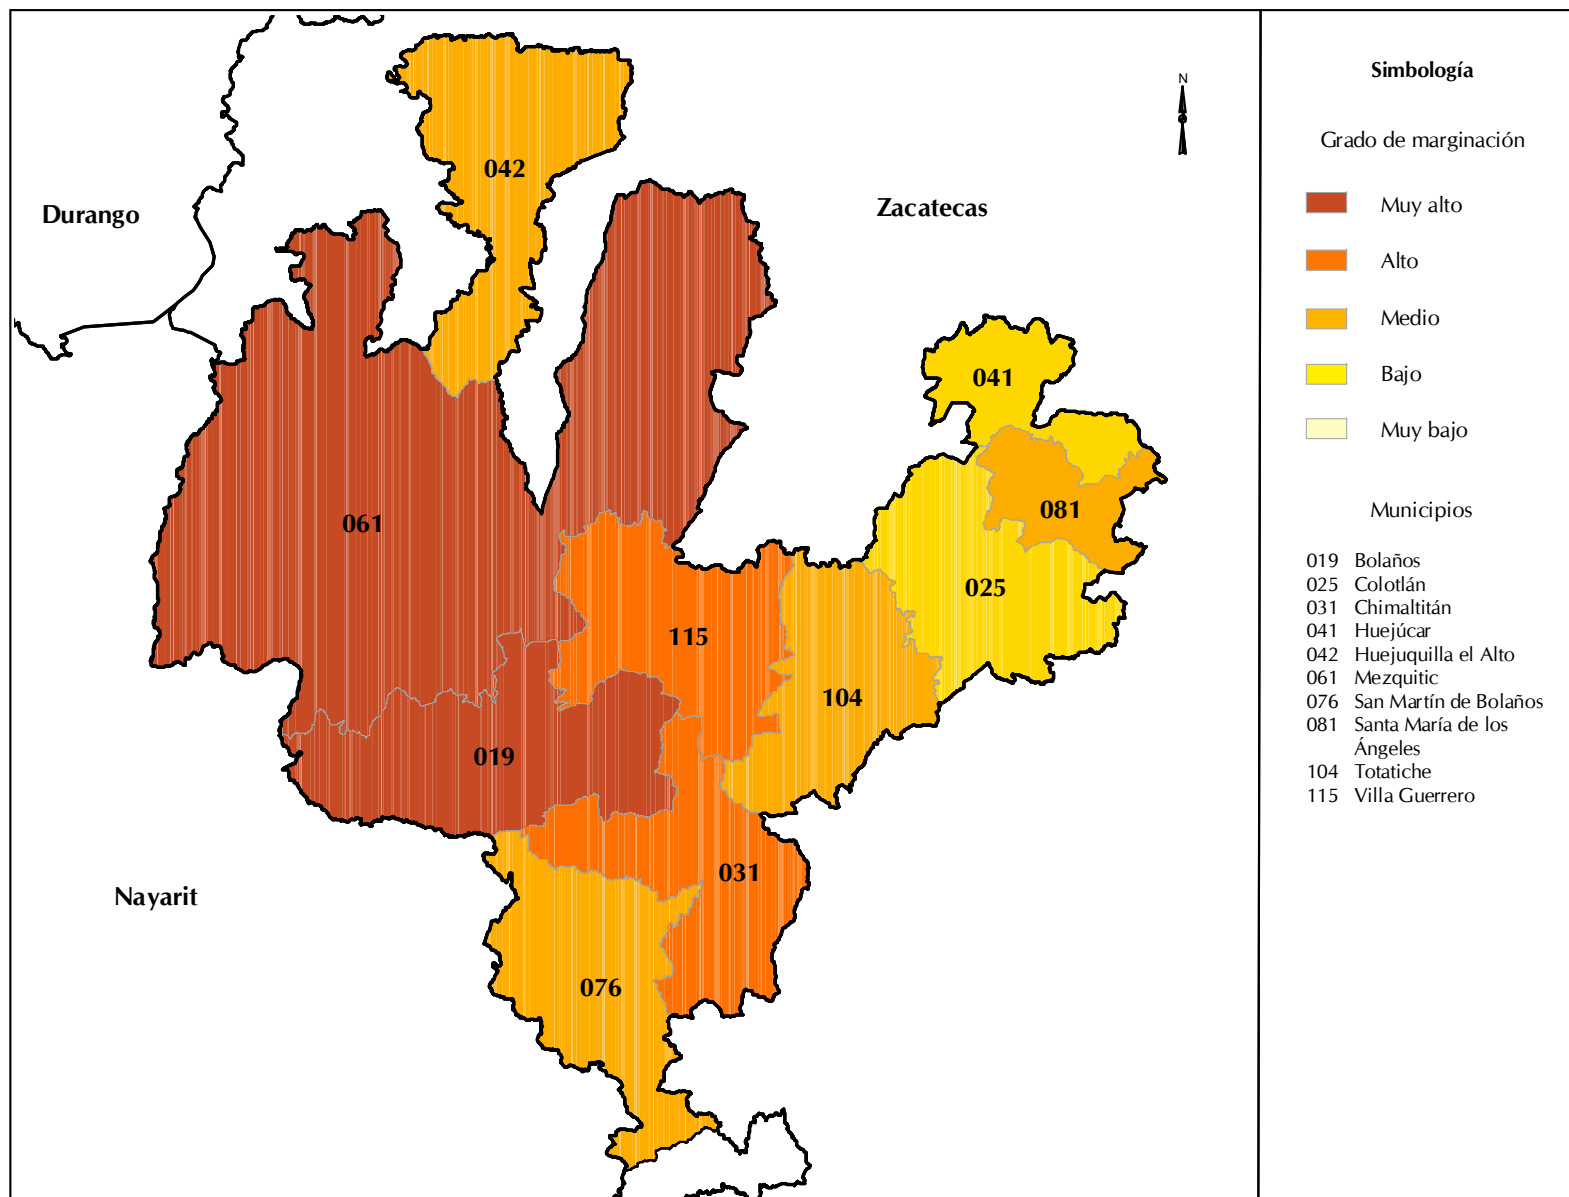 Durango
Zacatecas
Nayarit
N
042
061
041
081
025
115
104
019
031
076
Simbología
Grado de marginación
Muy alto
Alto
Medio
Bajo
Muy bajo
Municipios
019 Bolaños
025 Colotlán
031 Chimaltitán
041 Huejúcar
042 Huejuquilla el Alto
061 Mezquitic
076 San Martín de Bolaños
081 Santa María de los
Ángeles
104 Totatiche
115 Villa Guerrero